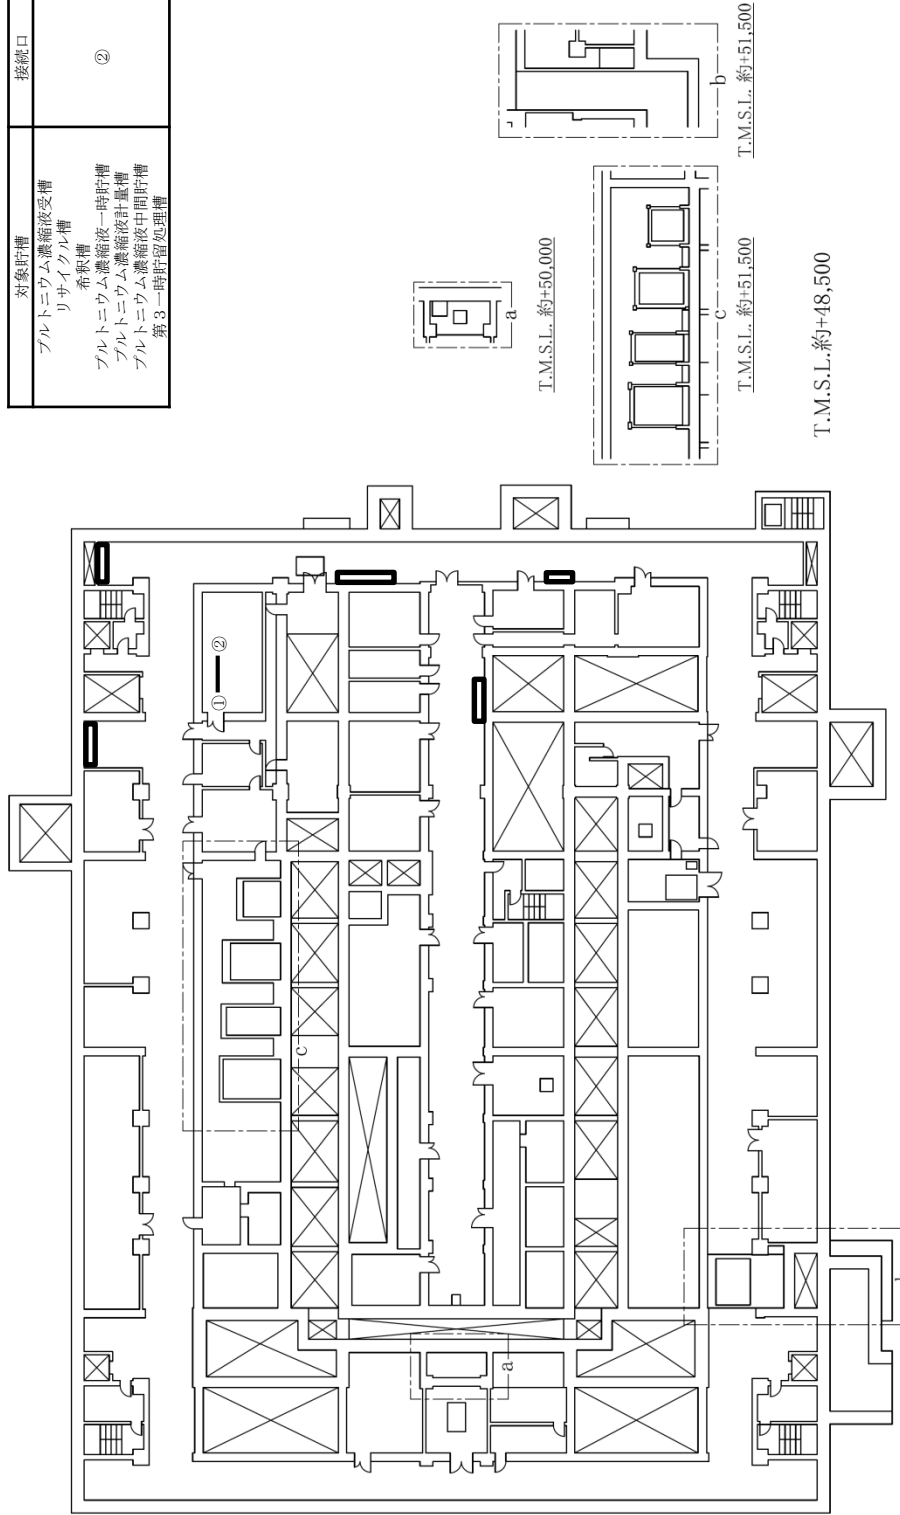 対象貯槽
接続口
プルトニウム濃縮液受槽
リサイクル槽
希釈槽
プルトニウム濃縮液一時貯槽
プルトニウム濃縮液計量槽
プルトニウム濃縮液中間貯槽
第3一時貯留処理槽
②
b
T.M.S.L. 約+51,500
a
T.M.S.L. 約+50,000
c
T.M.S.L. 約+51,500
T.M.S.L.約+48,500
①
②
c
a